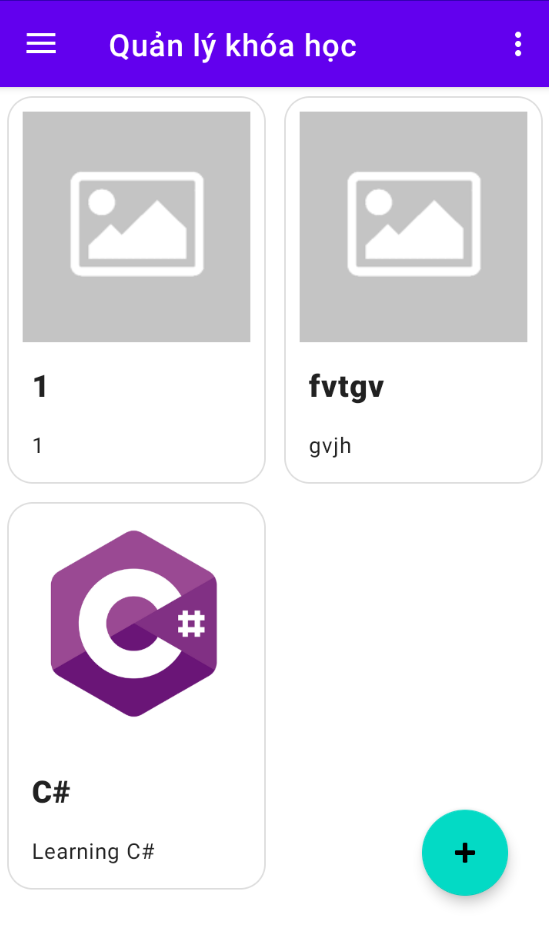 Quản lý khóa học
1
1
fvtgv
gvjh
C#
C#
Learning C#